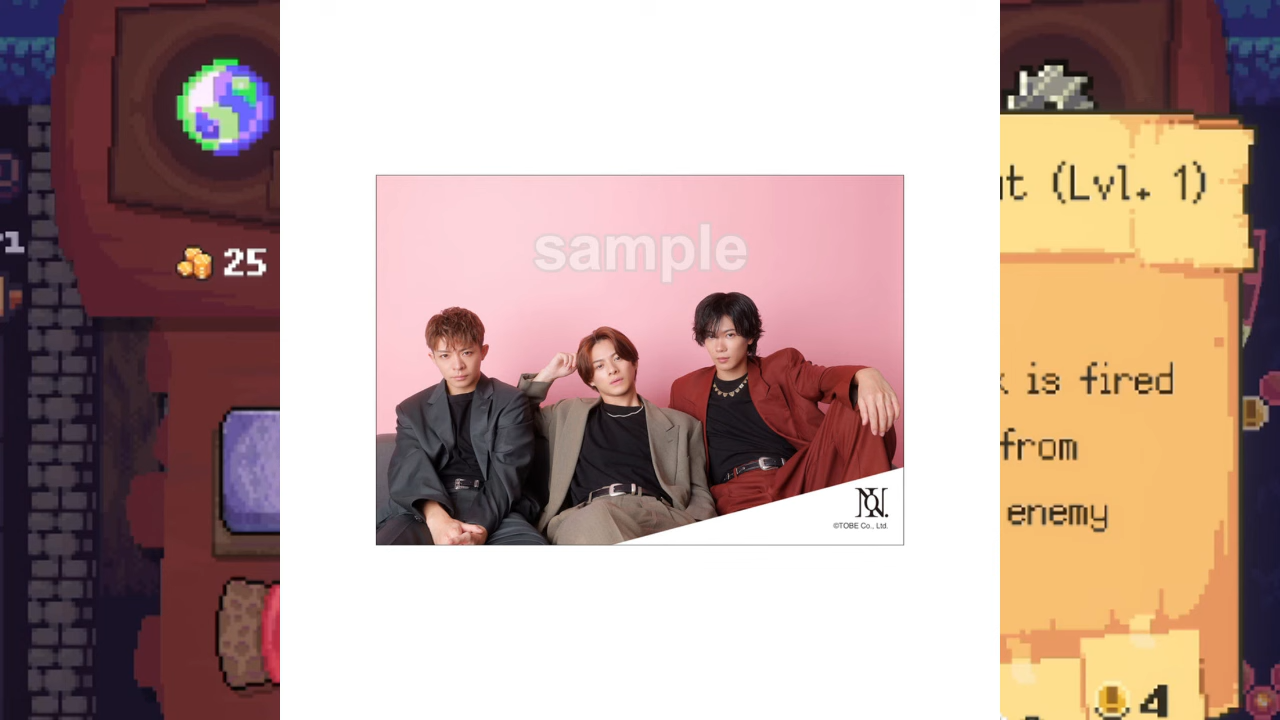 25
sample
©TOBE Co., Ltd.
t (Lvl. 1)
is fired
from
enemy
4